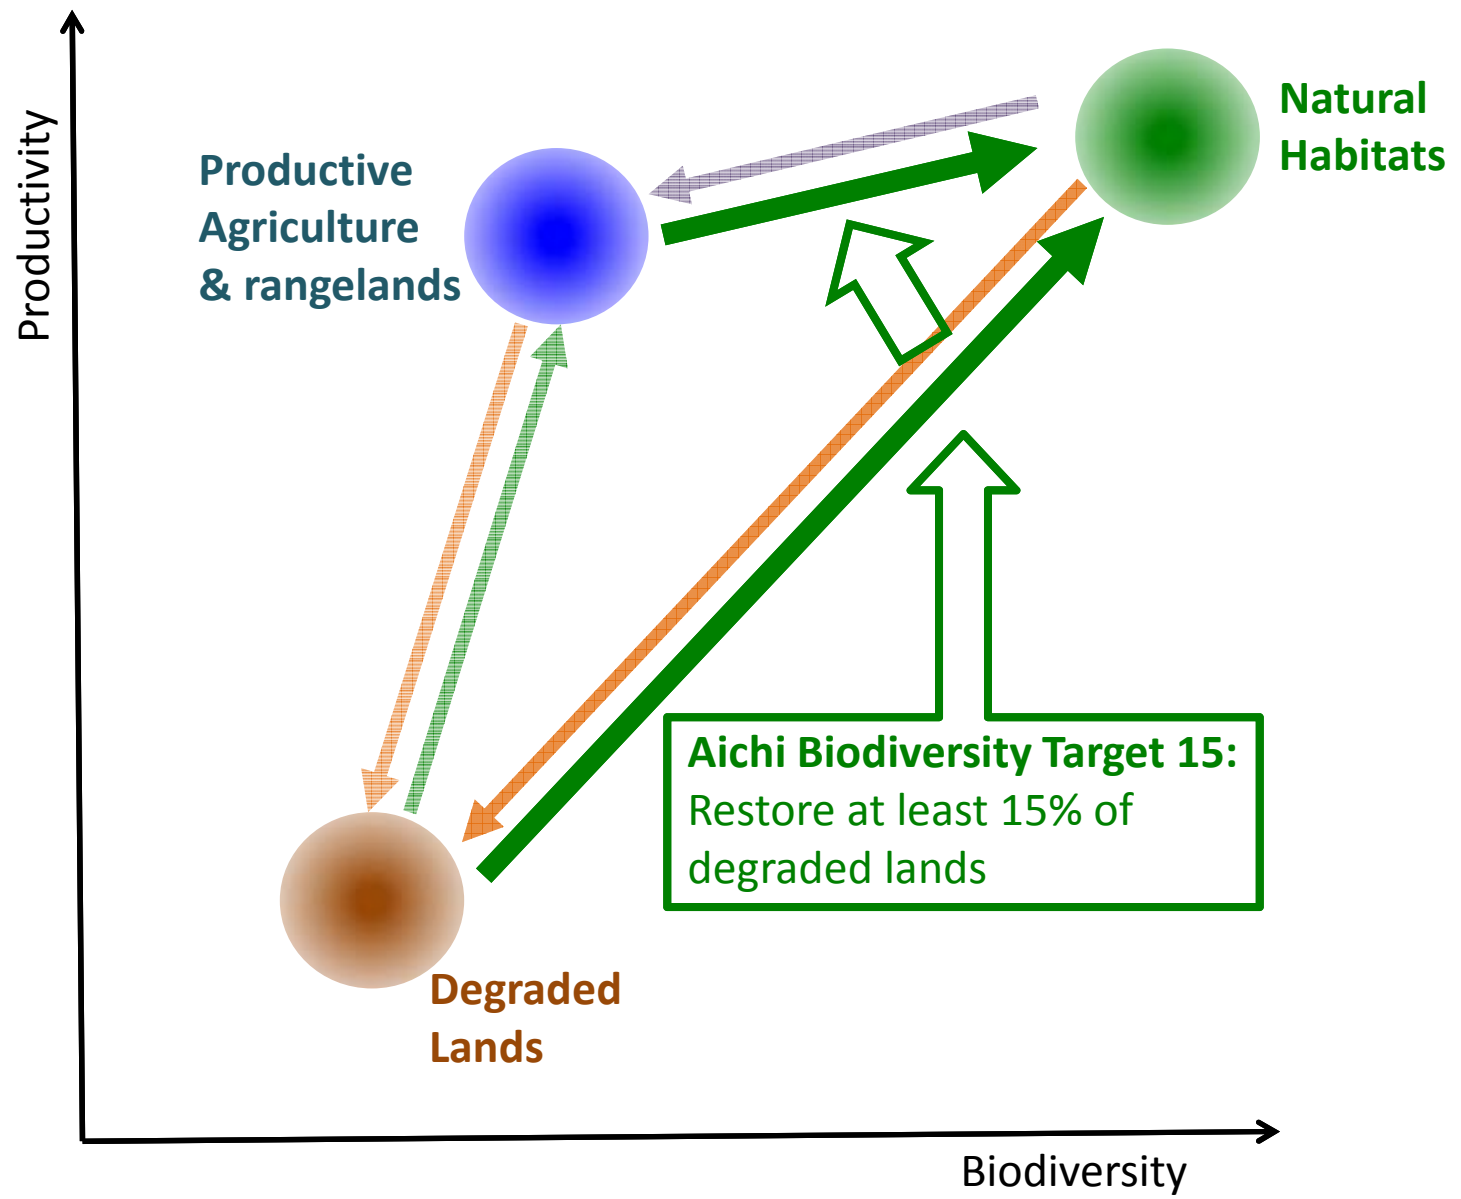 Productivity
Productive
Agriculture
& rangelands
Natural
Habitats
Aichi Biodiversity Target 15:
Restore at least 15% of
degraded lands
Degraded
Lands
Biodiversity